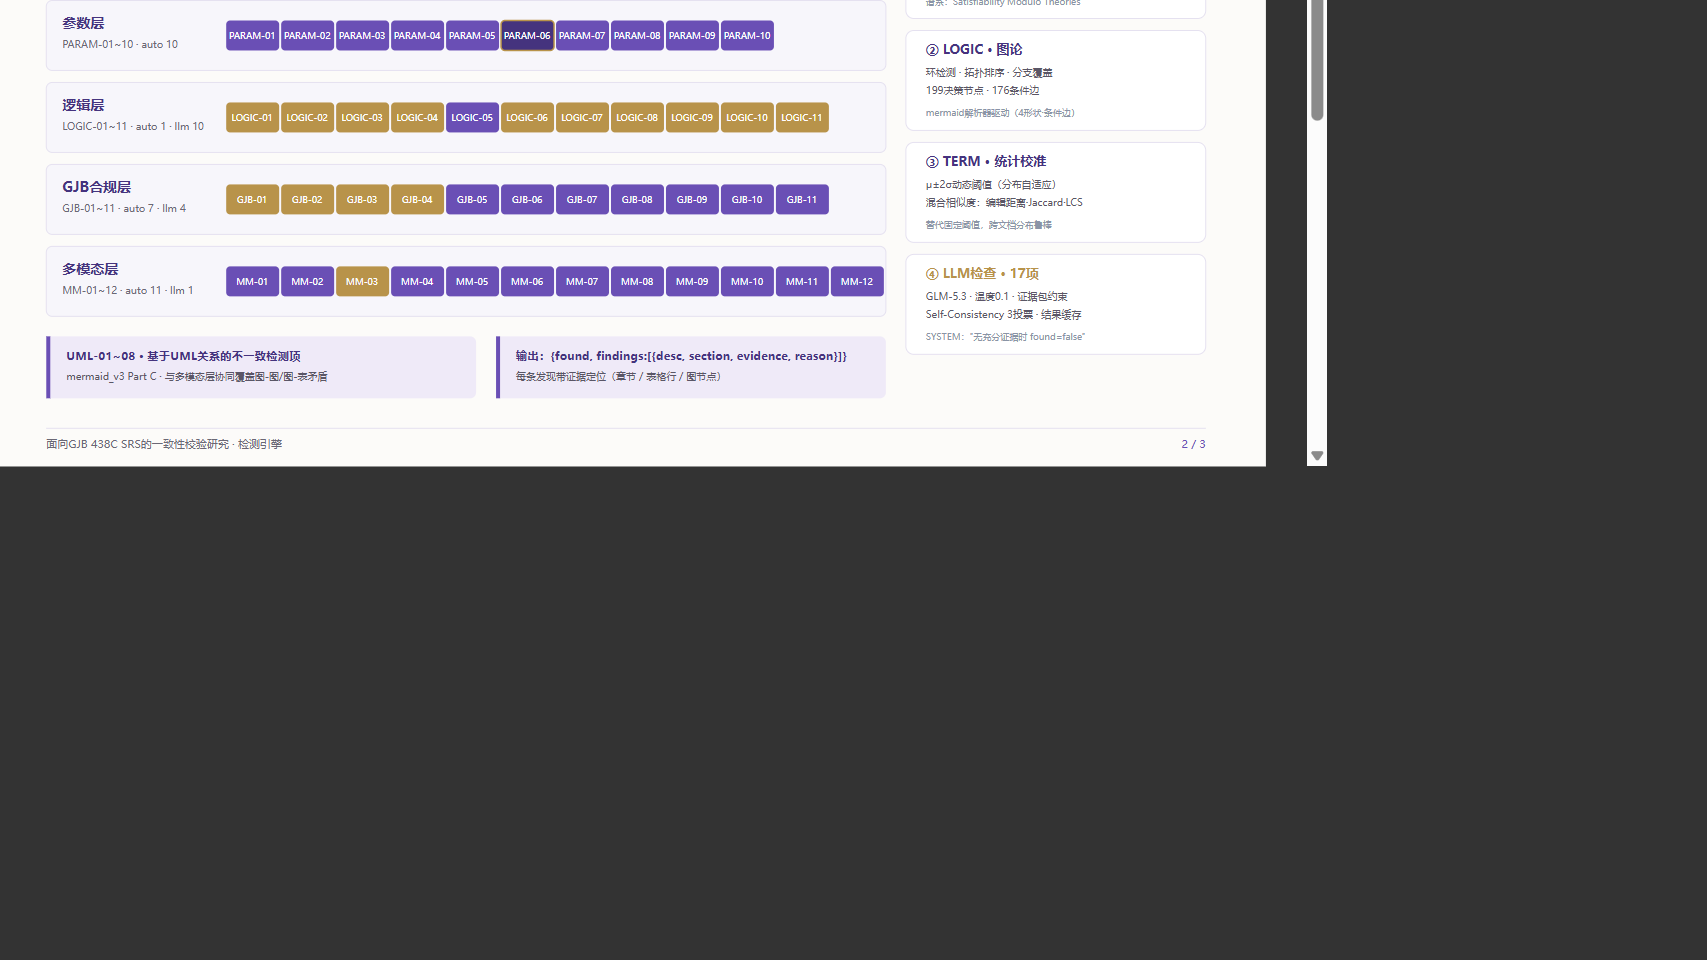 参数层
PARAM-01~10 · auto 10
PARAM-01 PARAM-02 PARAM-03 PARAM-04 PARAM-05 PARAM-06 PARAM-07 PARAM-08 PARAM-09 PARAM-10
逻辑层
LOGIC-01~11 · auto 1 · llm 10
LOGIC-01 LOGIC-02 LOGIC-03 LOGIC-04 LOGIC-05 LOGIC-06 LOGIC-07 LOGIC-08 LOGIC-09 LOGIC-10 LOGIC-11
GJB合规层
GJB-01~11 · auto 7 · llm 4
GJB-01 GJB-02 GJB-03 GJB-04 GJB-05 GJB-06 GJB-07 GJB-08 GJB-09 GJB-10 GJB-11
多模态层
MM-01~12 · auto 11 · llm 1
MM-01 MM-02 MM-03 MM-04 MM-05 MM-06 MM-07 MM-08 MM-09 MM-10 MM-11 MM-12
UML-01~08 • 基于UML关系的不一致检测项
mermaid_v3 Part C · 与多模态层协同覆盖图-图/图-表矛盾
输出：{found, findings:[{desc, section, evidence, reason}]}
每条发现带证据定位（章节 / 表格行 / 图节点）
谱系：Satisfiability Modulo Theories
② LOGIC • 图论
环检测 · 拓扑排序 · 分支覆盖
199决策节点 · 176条件边
mermaid解析器驱动（4形状·条件边）
③ TERM • 统计校准
μ±2σ动态阈值（分布自适应）
混合相似度：编辑距离·Jaccard·LCS
替代固定阈值，跨文档分布鲁棒
④ LLM检查 • 17项
GLM-5.3 · 温度0.1 · 证据包约束
Self-Consistency 3投票 · 结果缓存
SYSTEM："无充分证据时 found=false"
面向GJB 438C SRS的一致性校验研究 · 检测引擎
2 / 3